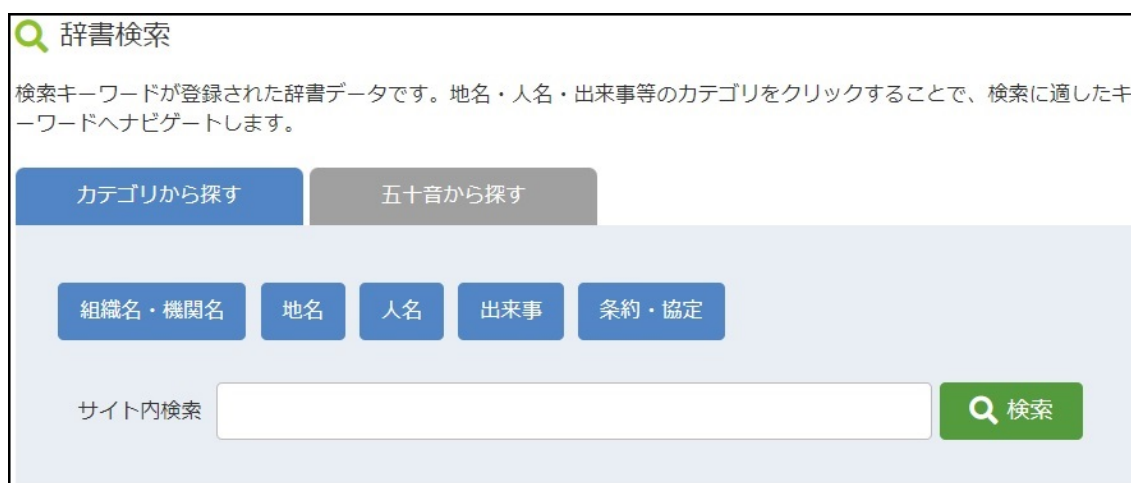 辞書検索
検索キーワードが登録された辞書データです。地名・人名・出来事等のカテゴリをクリックすることで、検索に適したキ
ーワードへナビゲートします。
カテゴリから探す 五十音から探す
組織名・機関名 地名 人名 出来事 条約・協定
サイト内検索 検索